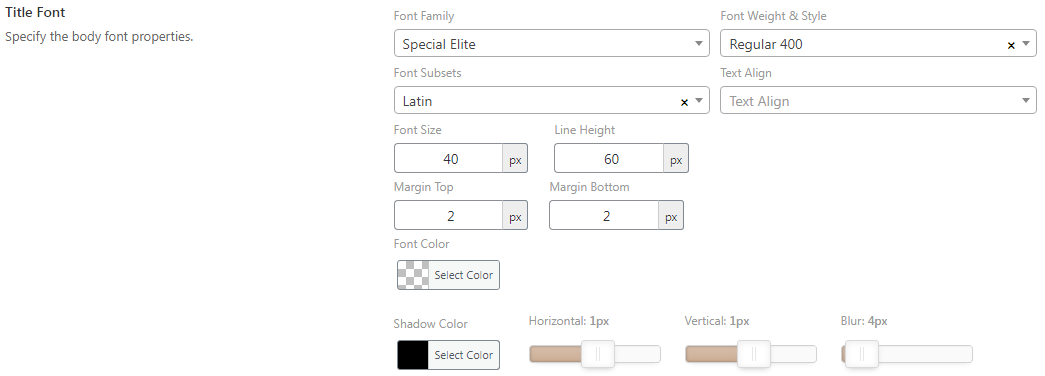 Title Font
Specify the body font properties.
Font Family
Font Weight & Style
Special Elite
Regular 400 ×
Font Subsets
Text Align
Latin ×
Text Align
Font Size
Line Height
40 px
60 px
Margin Top
Margin Bottom
2 px
2 px
Font Color
Select Color
Shadow Color
Horizontal: 1px
Vertical: 1px
Blur: 4px
Select Color